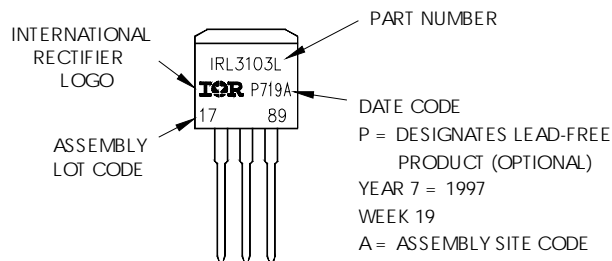 INTERNATIONAL
RECTIFIER
LOGO
ASSEMBLY
LOT CODE
IRL3103L
IOR P719A
17 89
PART NUMBER
DATE CODE
P = DESIGNATES LEAD-FREE
PRODUCT (OPTIONAL)
YEAR 7 = 1997
WEEK 19
A = ASSEMBLY SITE CODE